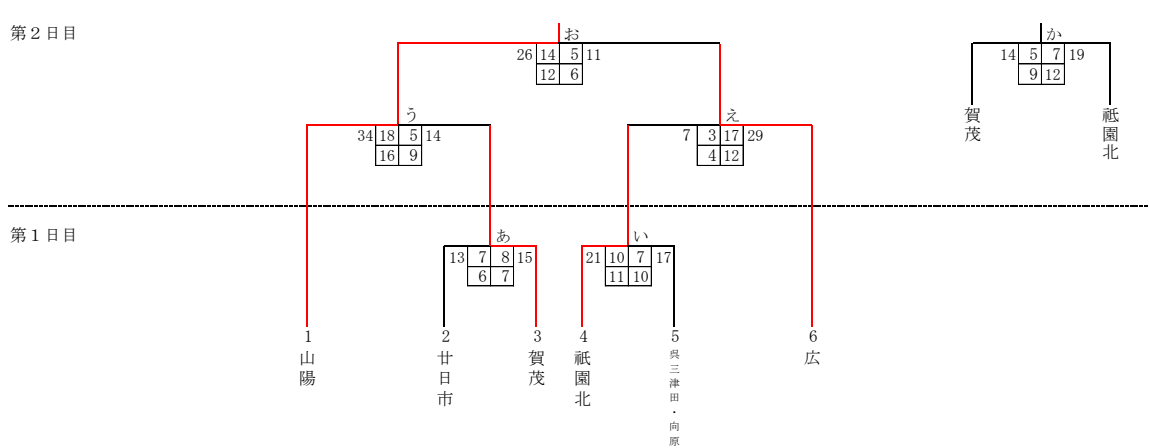 第２日目
お
か
26 14 5 11
12 6
14 5 7 19
9 12
賀茂
祗園北
う
え
34 18 5 14
16 9
7 3 17 29
4 12
第１日目
あ
い
13 7 8 15
6 7
21 10 7 17
11 10
1
山陽
2
廿日市
3
賀茂
4
祇園北
5
呉三津田・向原
6
広